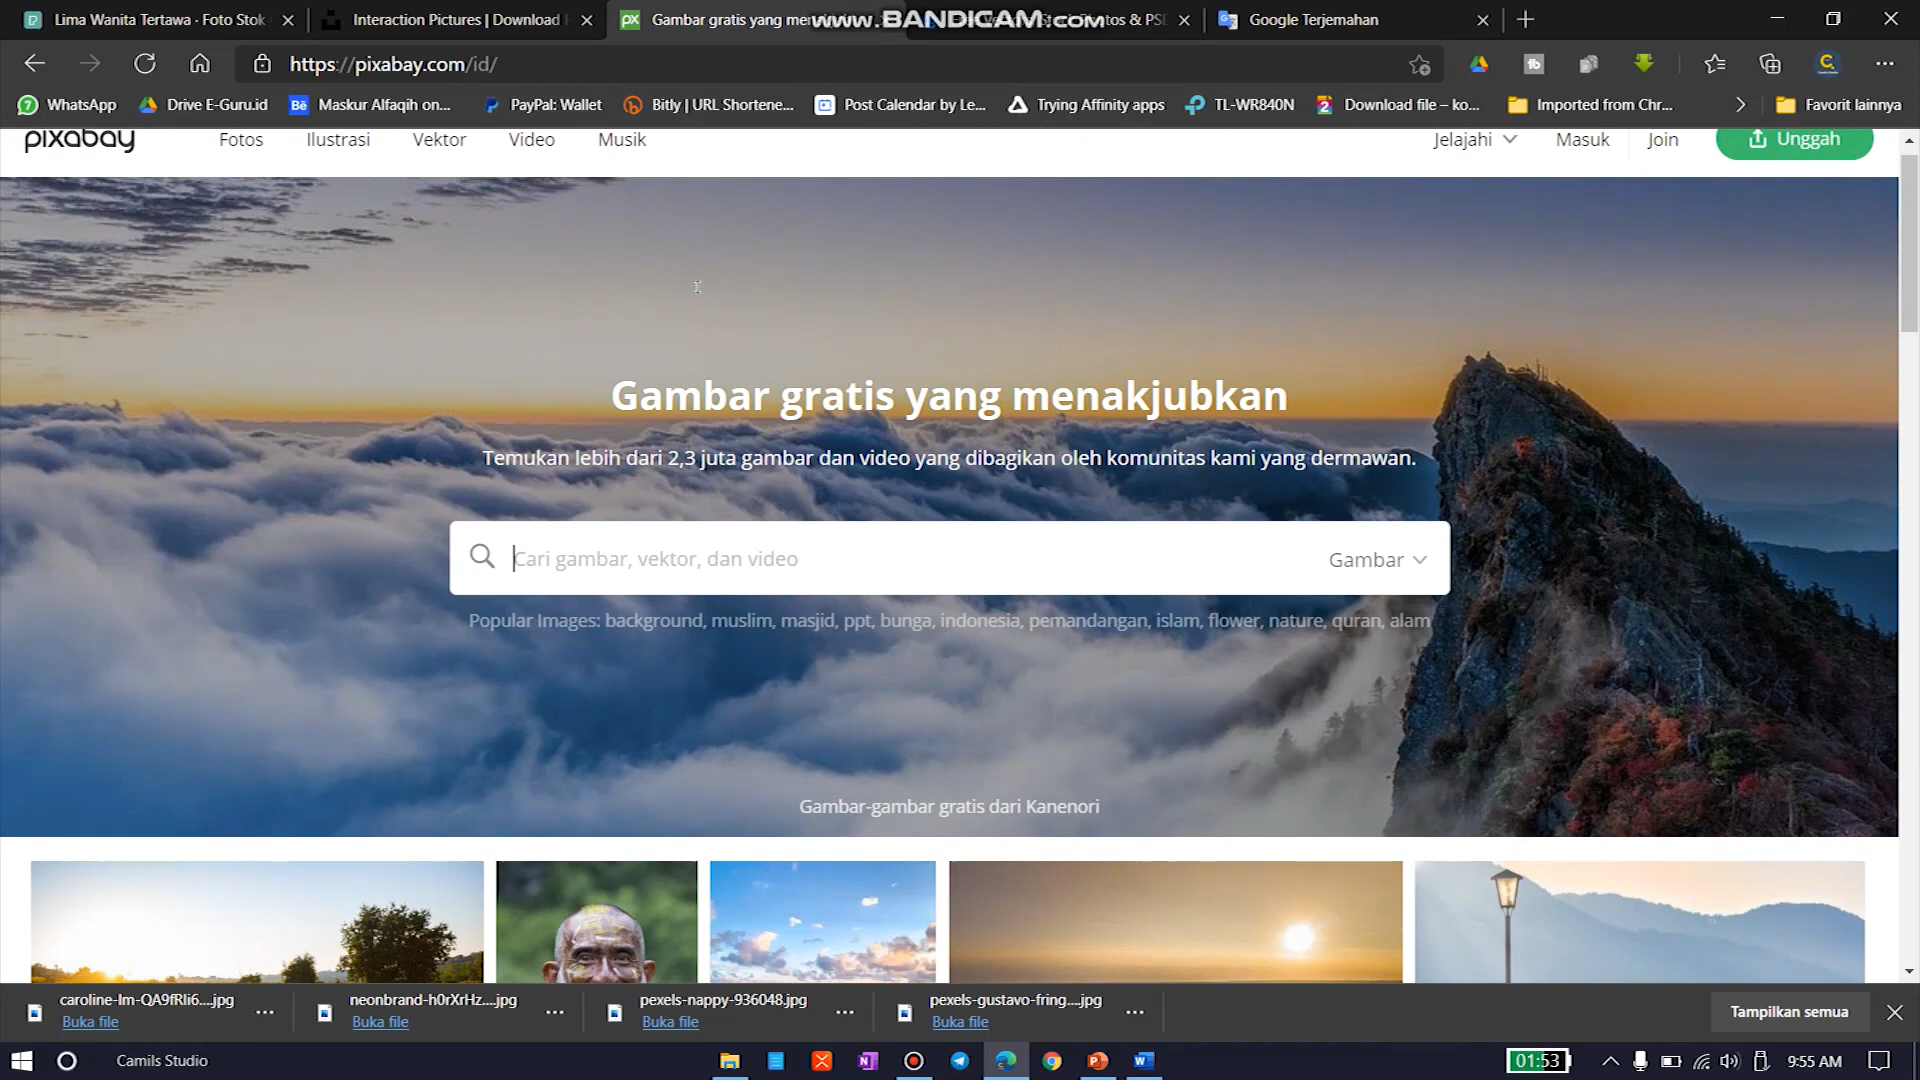 Lima Wanita Tertawa - Foto Stok
Interaction Pictures | Download
Gambar gratis yang men
www.BANDICAM.com
Google Terjemahan
https://pixabay.com/id/
WhatsApp
Drive E-Guru.id
Maskur Alfaqih on...
PayPal: Wallet
Bitly | URL Shortene...
Post Calendar by Le...
Trying Affinity apps
TL-WR840N
Download file – ko...
Imported from Chr...
Favorit lainnya
pixabay
Fotos
Ilustrasi
Vektor
Video
Musik
Jelajahi
Masuk
Join
Unggah
Gambar gratis yang menakjubkan
Temukan lebih dari 2,3 juta gambar dan video yang dibagikan oleh komunitas kami yang dermawan.
Cari gambar, vektor, dan video
Gambar
Popular Images: background, muslim, masjid, ppt, bunga, indonesia, pemandangan, islam, flower, nature, quran, alam
Gambar-gambar gratis dari Kanenori
caroline-lm-QA9fRIi6....jpg
Buka file
neonbrand-h0rXrHz....jpg
Buka file
pexels-nappy-936048.jpg
Buka file
pexels-gustavo-fring....jpg
Buka file
Tampilkan semua
Camils Studio
01:53
9:55 AM